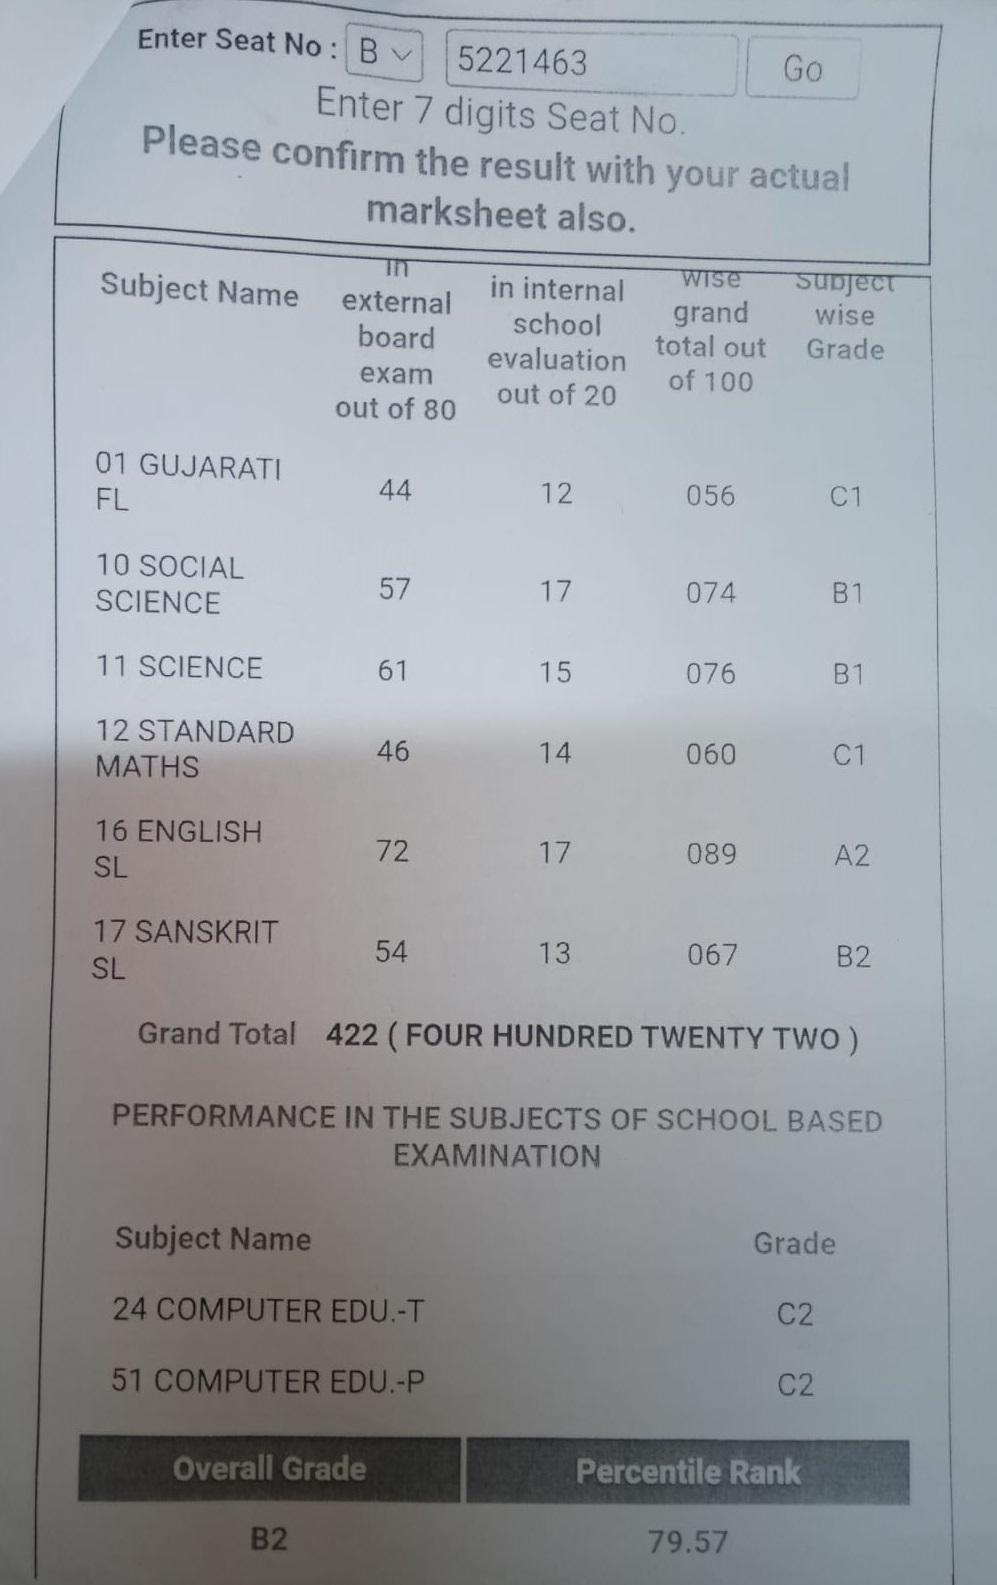 Enter Seat No : B 5221463 Go
Enter 7 digits Seat No.
Please confirm the result with your actual
marksheet also.
Subject Name
in
external
board
exam
out of 80
in internal
school
evaluation
out of 20
wise
grand
total out
of 100
Subject
wise
Grade
01 GUJARATI
FL
44 12 056 C1
10 SOCIAL
SCIENCE
57 17 074 B1
11 SCIENCE 61 15 076 B1
12 STANDARD
MATHS
46 14 060 C1
16 ENGLISH
SL
72 17 089 A2
17 SANSKRIT
SL
54 13 067 B2
Grand Total 422 ( FOUR HUNDRED TWENTY TWO )
PERFORMANCE IN THE SUBJECTS OF SCHOOL BASED
EXAMINATION
Subject Name Grade
24 COMPUTER EDU.-T C2
51 COMPUTER EDU.-P C2
Overall Grade Percentile Rank
B2 79.57